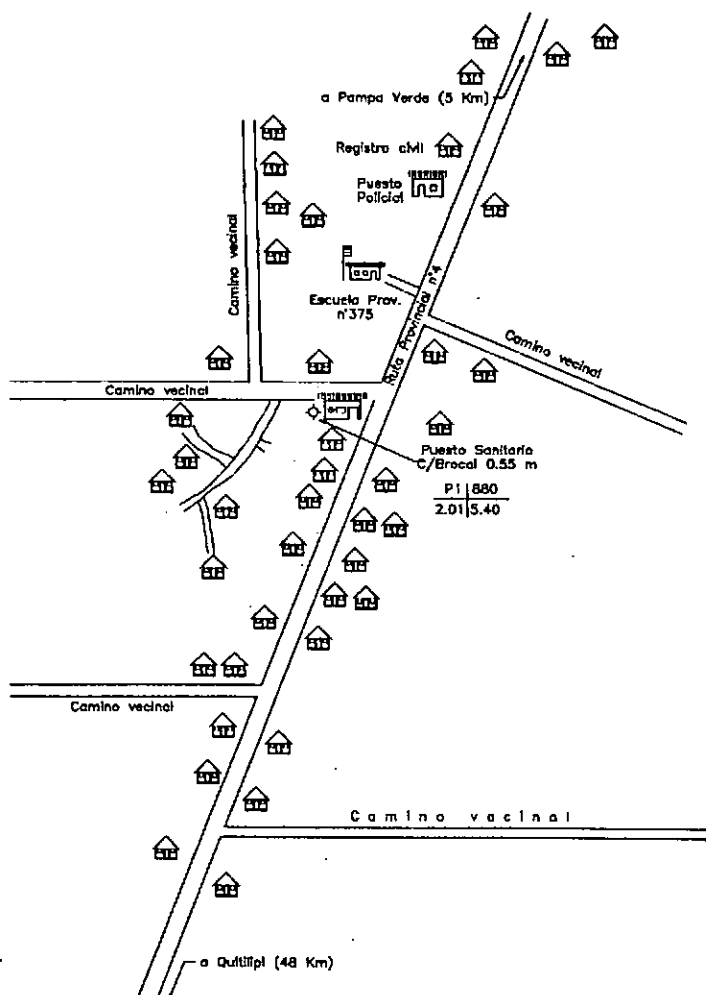 a Pampa Verde (5 Km)
Registro civil
Puesto
Policial
Camino vecinal
Escuela Prov.
n°375
Ruta Provincial n°4
Camino vecinal
Camino vecinal
Puesto Sanitario
C/Brocal 0.55 m
P1 880
2.01 5.40
Camino vecinal
Camino vacinal
a Quitilipi (48 Km)